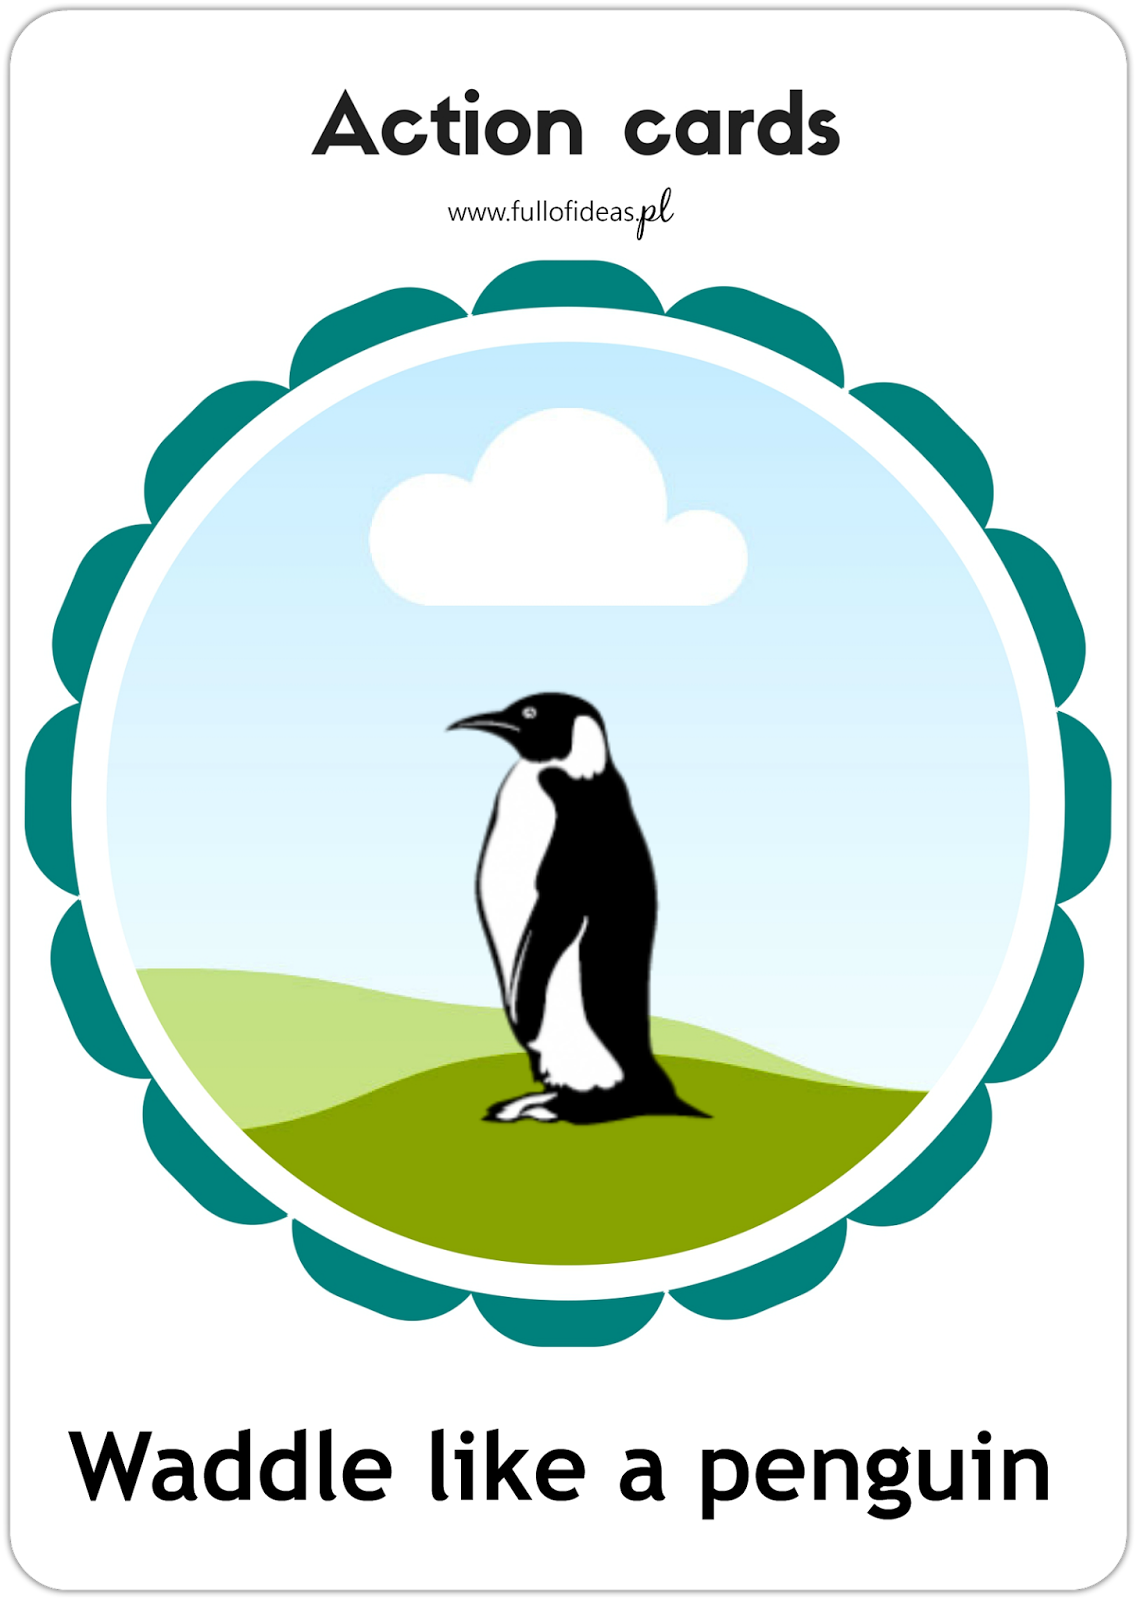 Action cards
www.fullofideas.pl
Waddle like a penguin